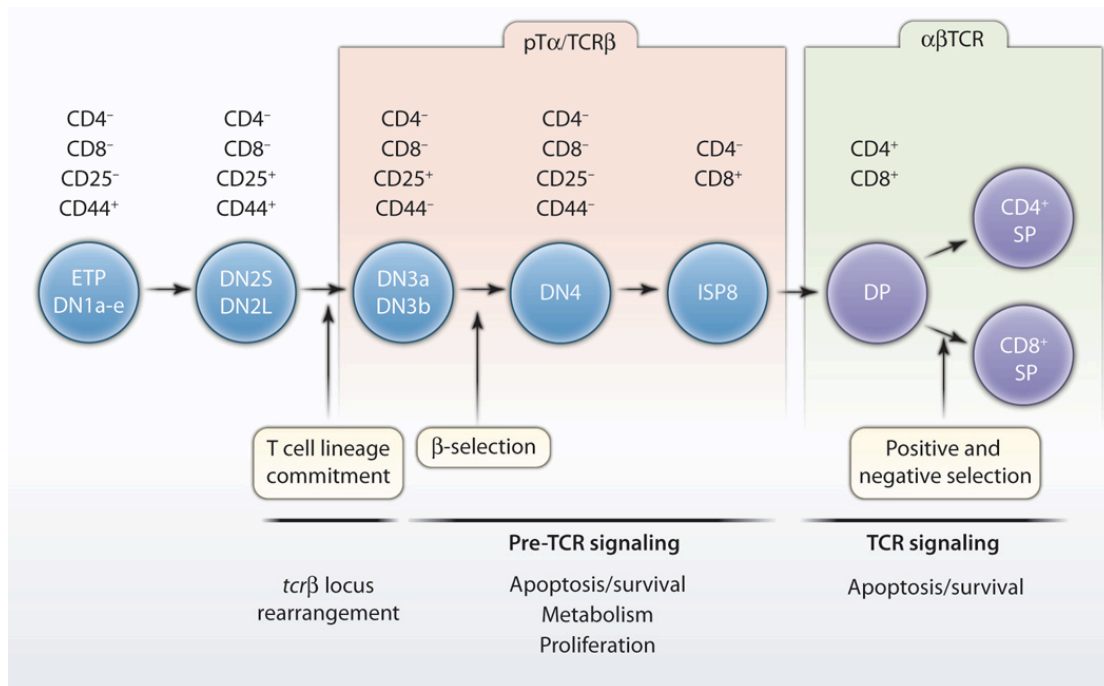 pTα/TCRβ
αβTCR
CD4⁻
CD8⁻
CD25⁻
CD44⁺
CD4⁻
CD8⁻
CD25⁺
CD44⁺
CD4⁻
CD8⁻
CD25⁺
CD44⁻
CD4⁻
CD8⁻
CD25⁻
CD44⁻
CD4⁻
CD8⁺
CD4⁺
CD8⁺
ETP
DN1a-e
DN2S
DN2L
DN3a
DN3b
DN4
ISP8
DP
CD4⁺
SP
CD8⁺
SP
T cell lineage
commitment
β-selection
Positive and
negative selection
Pre-TCR signaling
TCR signaling
tcrβ locus
rearrangement
Apoptosis/survival
Metabolism
Proliferation
Apoptosis/survival